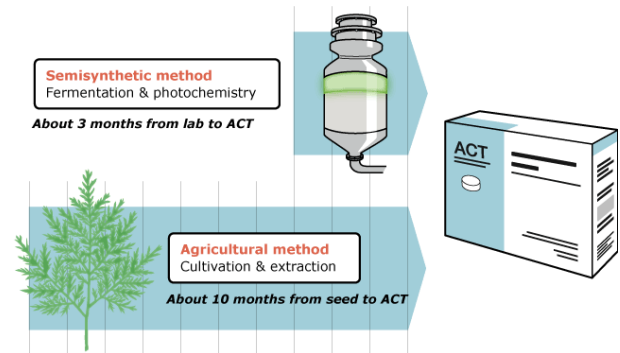 Semisynthetic method
Fermentation & photochemistry
About 3 months from lab to ACT
ACT
Agricultural method
Cultivation & extraction
About 10 months from seed to ACT